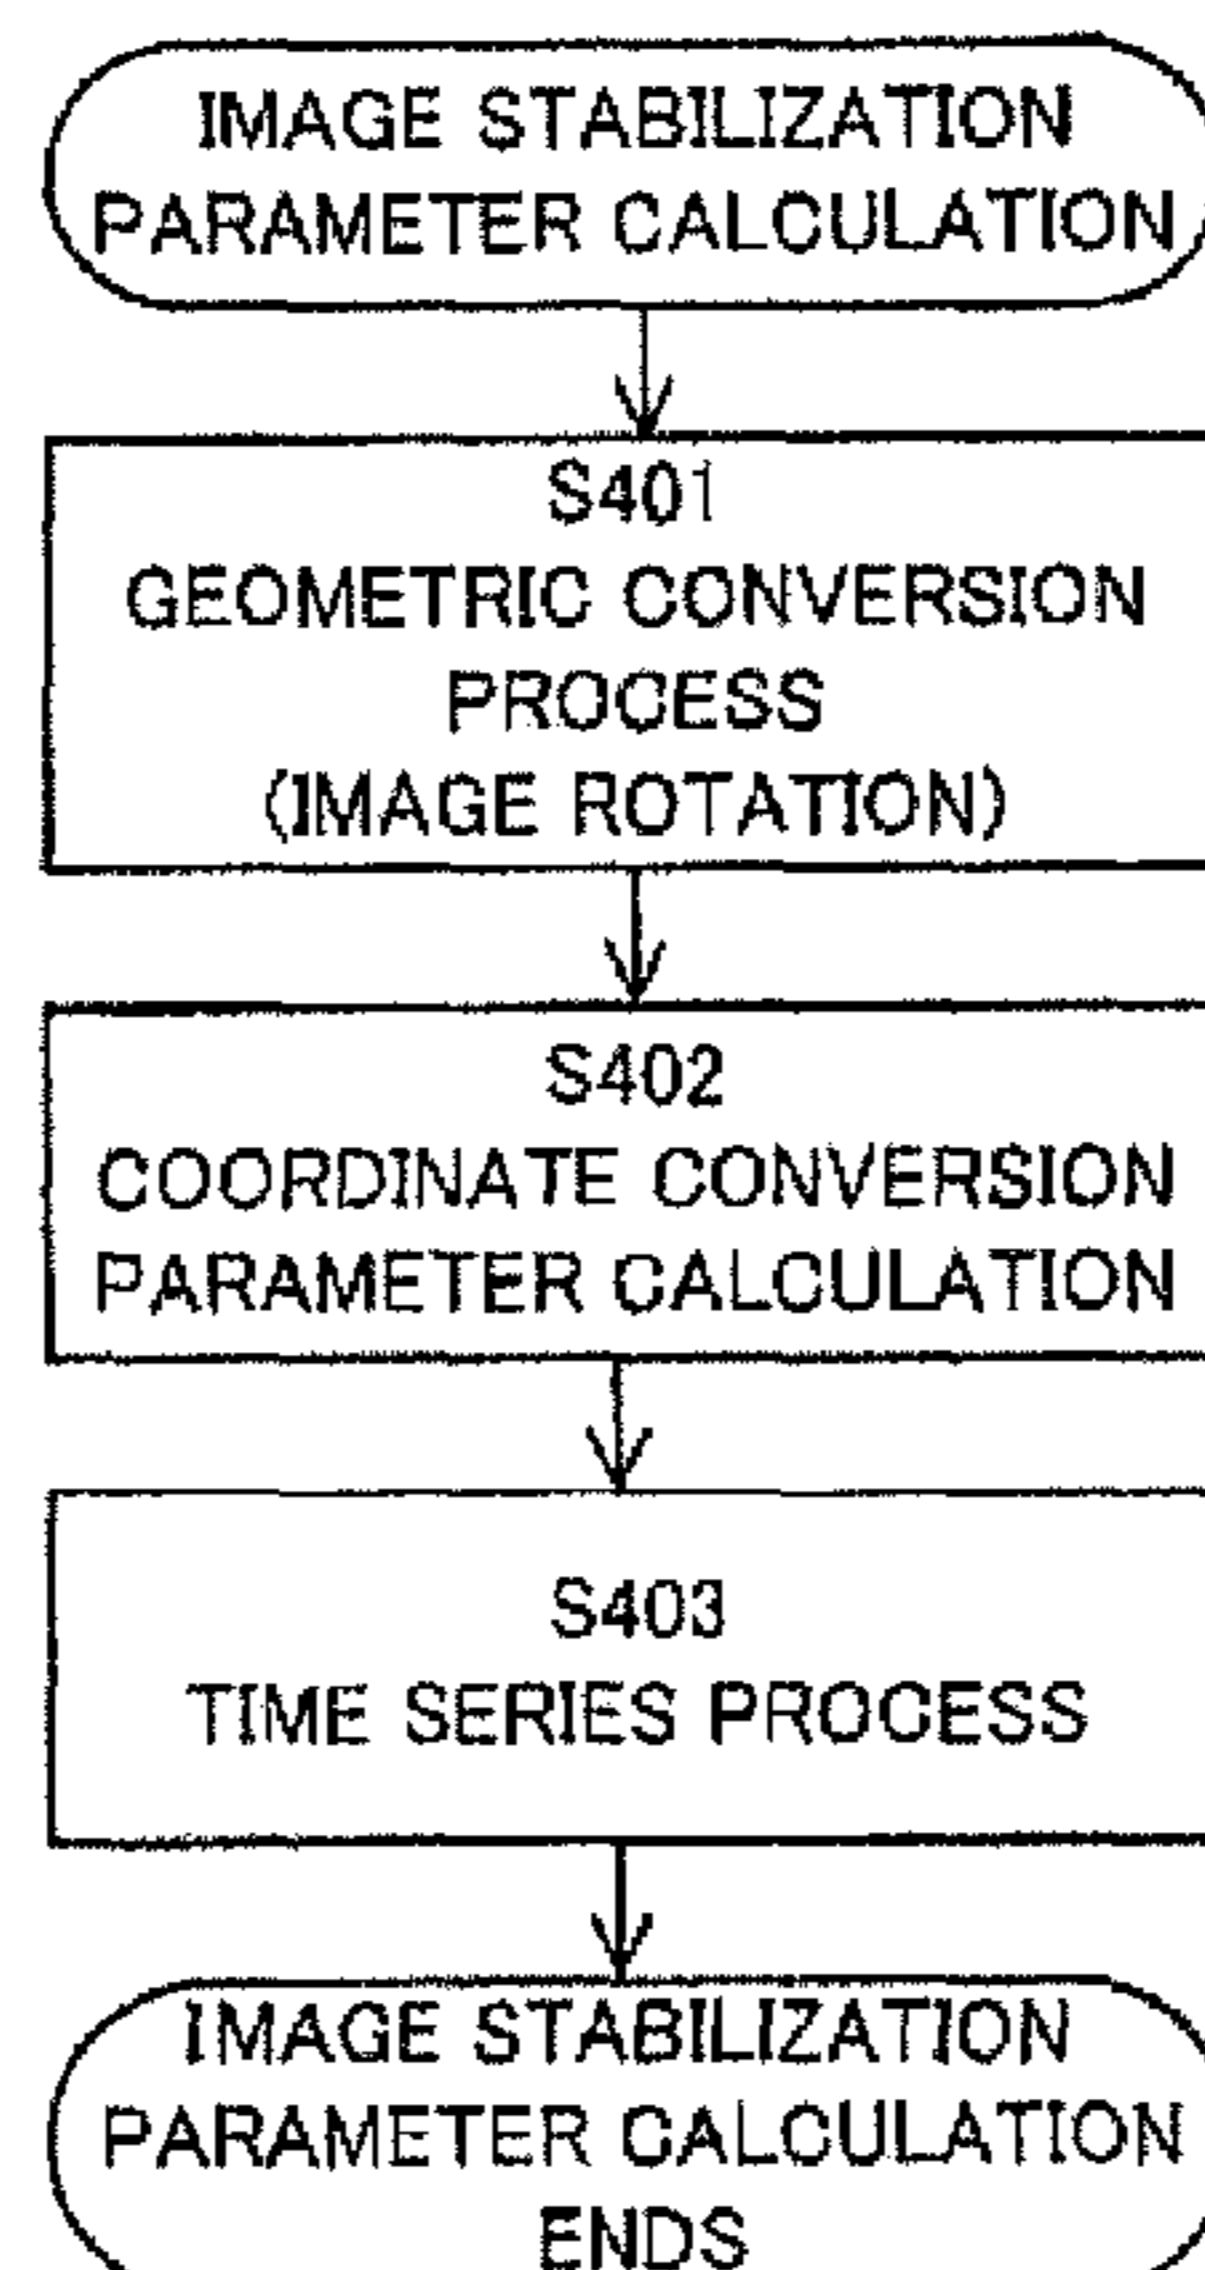 IMAGE STABILIZATION
PARAMETER CALCULATION
S401
GEOMETRIC CONVERSION
PROCESS
(IMAGE ROTATION)
S402
COORDINATE CONVERSION
PARAMETER CALCULATION
S403
TIME SERIES PROCESS
IMAGE STABILIZATION
PARAMETER CALCULATION
ENDS